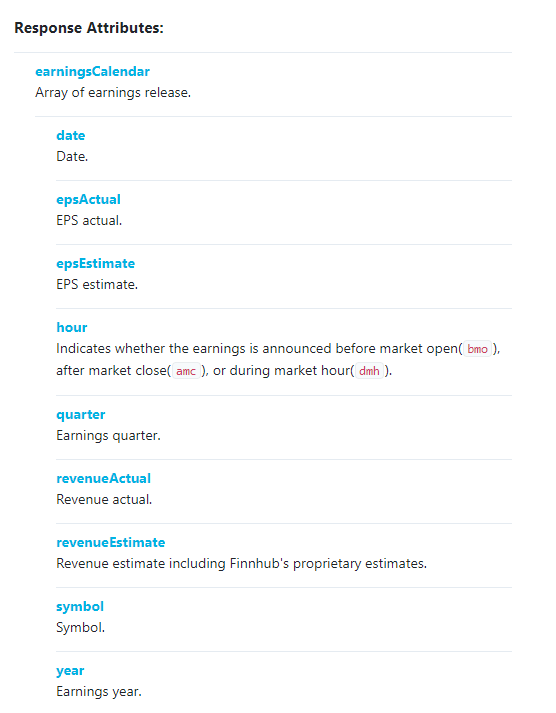 Response Attributes:
earningsCalendar
Array of earnings release.
date
Date.
epsActual
EPS actual.
epsEstimate
EPS estimate.
hour
Indicates whether the earnings is announced before market open( bmo ),
after market close( amc ), or during market hour( dmh ).
quarter
Earnings quarter.
revenueActual
Revenue actual.
revenueEstimate
Revenue estimate including Finnhub's proprietary estimates.
symbol
Symbol.
year
Earnings year.